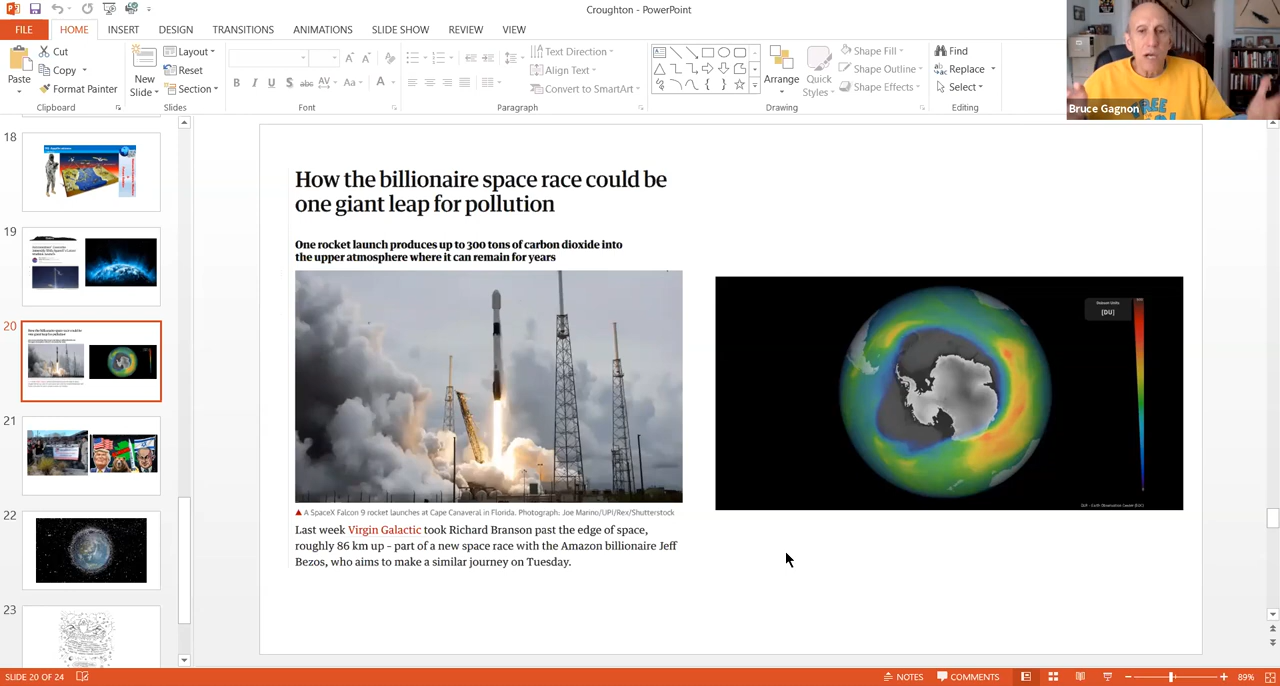 Croughton - PowerPoint
FILE
HOME
INSERT
DESIGN
TRANSITIONS
ANIMATIONS
SLIDE SHOW
REVIEW
VIEW
Paste
Cut
Copy
Format Painter
Clipboard
New
Slide
Layout
Reset
Section
Slides
B I U S abc AV Aa A
Font
Paragraph
Text Direction
Align Text
Convert to SmartArt
Arrange
Quick
Styles
Shape Fill
Shape Outline
Shape Effects
Drawing
Find
Replace
Select
Editing
Bruce Gagnon
FREE
18
19
20
21
22
23
How the billionaire space race could be
one giant leap for pollution
One rocket launch produces up to 300 tons of carbon dioxide into
the upper atmosphere where it can remain for years
▲ A SpaceX Falcon 9 rocket launches at Cape Canaveral in Florida. Photograph: Joe Marino/UPI/Rex/Shutterstock
Last week Virgin Galactic took Richard Branson past the edge of space,
roughly 86 km up – part of a new space race with the Amazon billionaire Jeff
Bezos, who aims to make a similar journey on Tuesday.
Dobson Units
[DU]
SLIDE 20 OF 24
NOTES
COMMENTS
89%